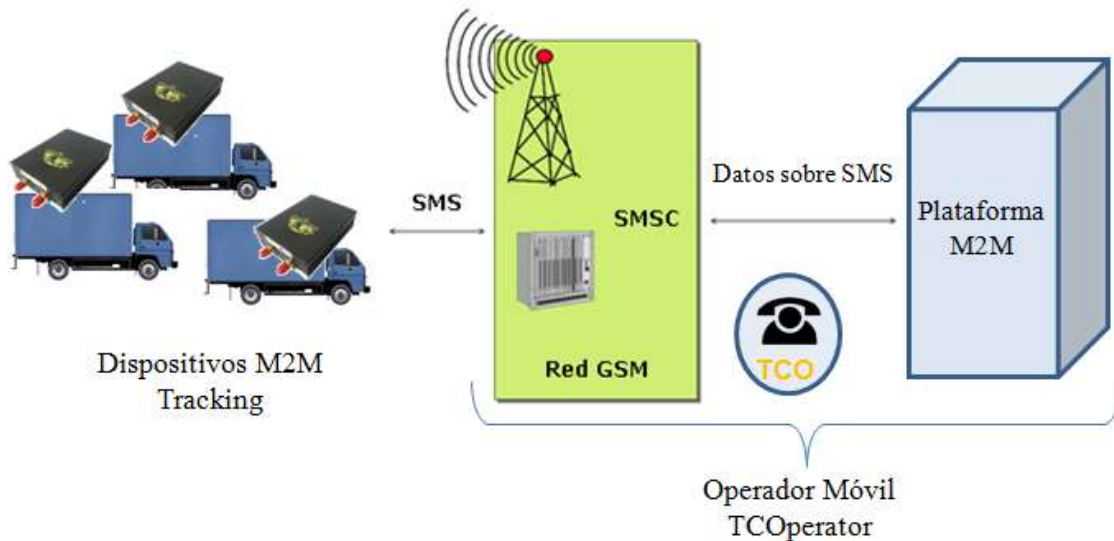 SMS
Dispositivos M2M
Tracking
SMSC
Red GSM
Datos sobre SMS
TCO
Plataforma
M2M
Operador Móvil
TCOperator